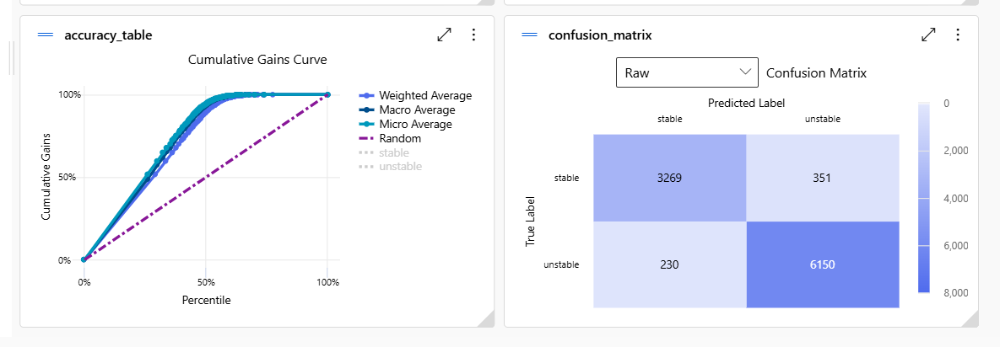 accuracy_table
Cumulative Gains Curve
100%
50%
0%
Cumulative Gains
0%
50%
100%
Percentile
Weighted Average
Macro Average
Micro Average
Random
stable
unstable
confusion_matrix
Raw
Confusion Matrix
Predicted Label
stable
unstable
True Label
stable
3269
351
unstable
230
6150
0
2,000
4,000
6,000
8,000